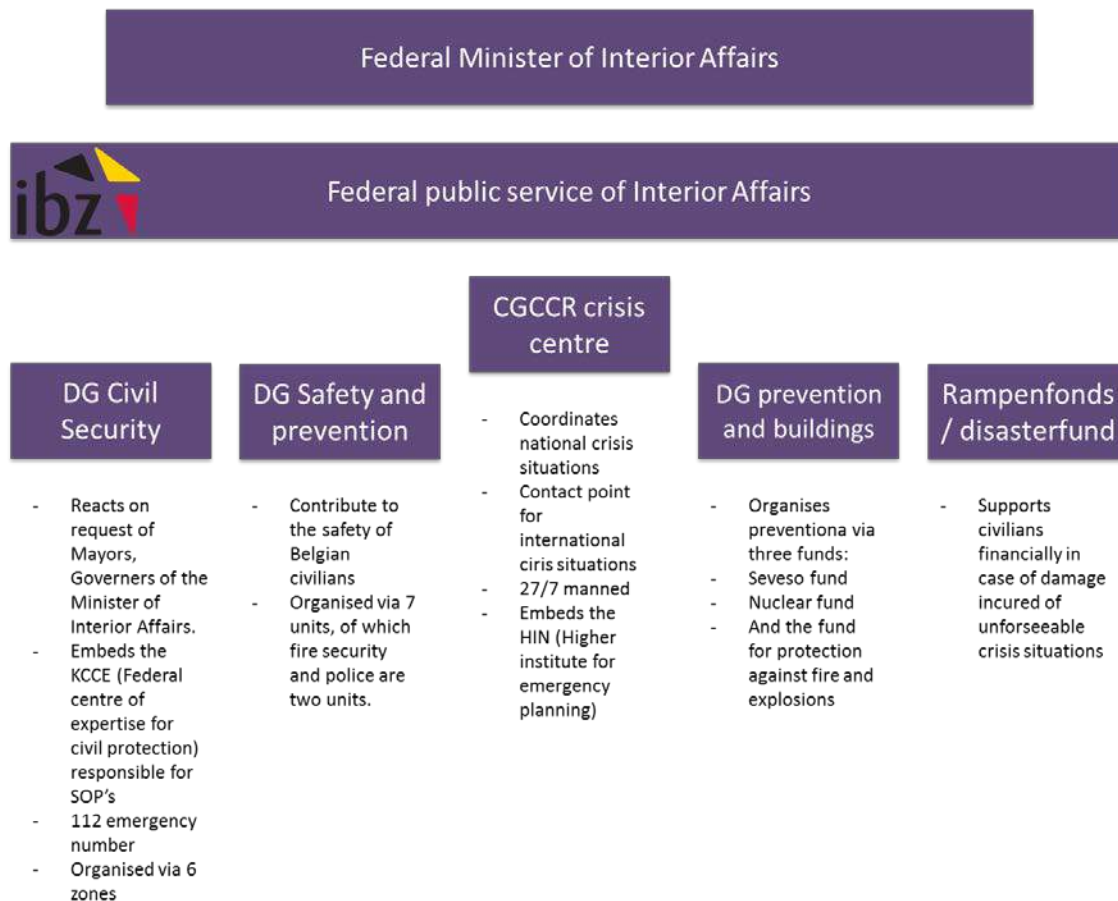 Federal Minister of Interior Affairs
ibz
Federal public service of Interior Affairs
CGCCR crisis
centre
- Coordinates
national crisis
situations
- Contact point
for
international
ciris situations
- 27/7 manned
- Embeds the
HIN (Higher
institute for
emergency
planning)
DG Civil
Security
- Reacts on
request of
Mayors,
Governers of the
Minister of
Interior Affairs.
- Embeds the
KCCE (Federal
centre of
expertise for
civil protection)
responsible for
SOP's
- 112 emergency
number
- Organised via 6
zones
DG Safety and
prevention
- Contribute to
the safety of
Belgian
civilians
- Organised via 7
units, of which
fire security
and police are
two units.
DG prevention
and buildings
- Organises
preventiona via
three funds:
- Seveso fund
- Nuclear fund
- And the fund
for protection
against fire and
explosions
Rampenfonds
/ disasterfund
- Supports
civilians
financially in
case of damage
incured of
unforseeable
crisis situations